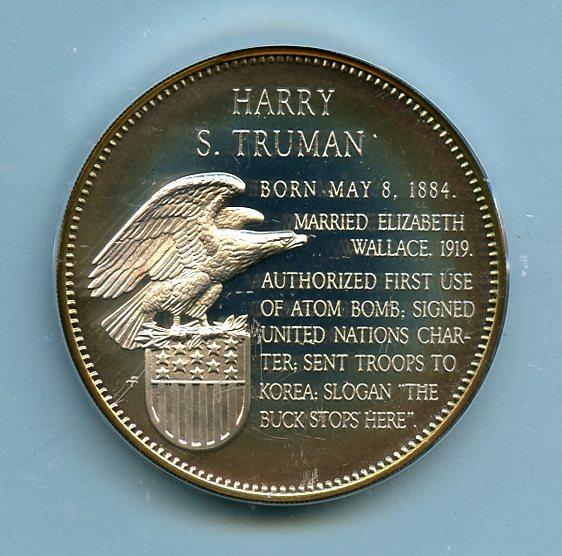 HARRY
S. TRUMAN
BORN MAY 8, 1884.
MARRIED ELIZABETH
WALLACE, 1919.
AUTHORIZED FIRST USE
OF ATOM BOMB; SIGNED
UNITED NATIONS CHAR-
TER; SENT TROOPS TO
KOREA; SLOGAN "THE
BUCK STOPS HERE".